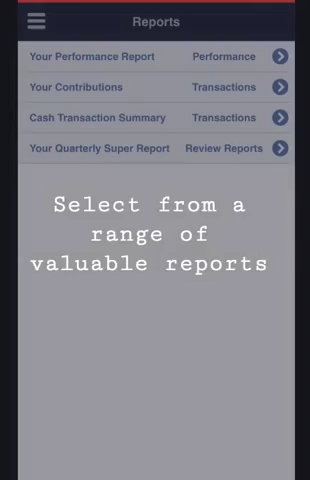 Reports
Your Performance Report Performance
Your Contributions Transactions
Cash Transaction Summary Transactions
Your Quarterly Super Report Review Reports
Select from a
range of
valuable reports